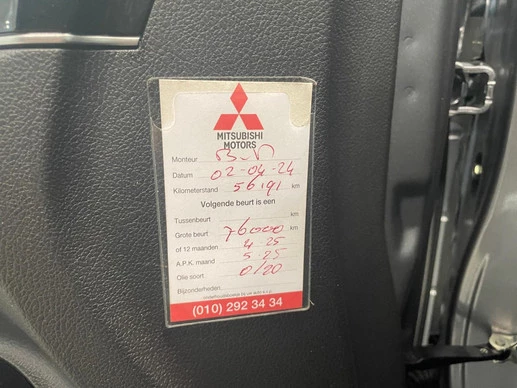 MITSUBISHI
MOTORS
Monteur B-N
Datum 02-04-24
Kilometerstand 56191 km
Volgende beurt is een
Tussenbeurt km
Grote beurt 76000 km
of 12 maanden 4 25
A.P.K. maand 5 25
Olie soort 0/20
Bijzonderheden
(010) 292 34 34